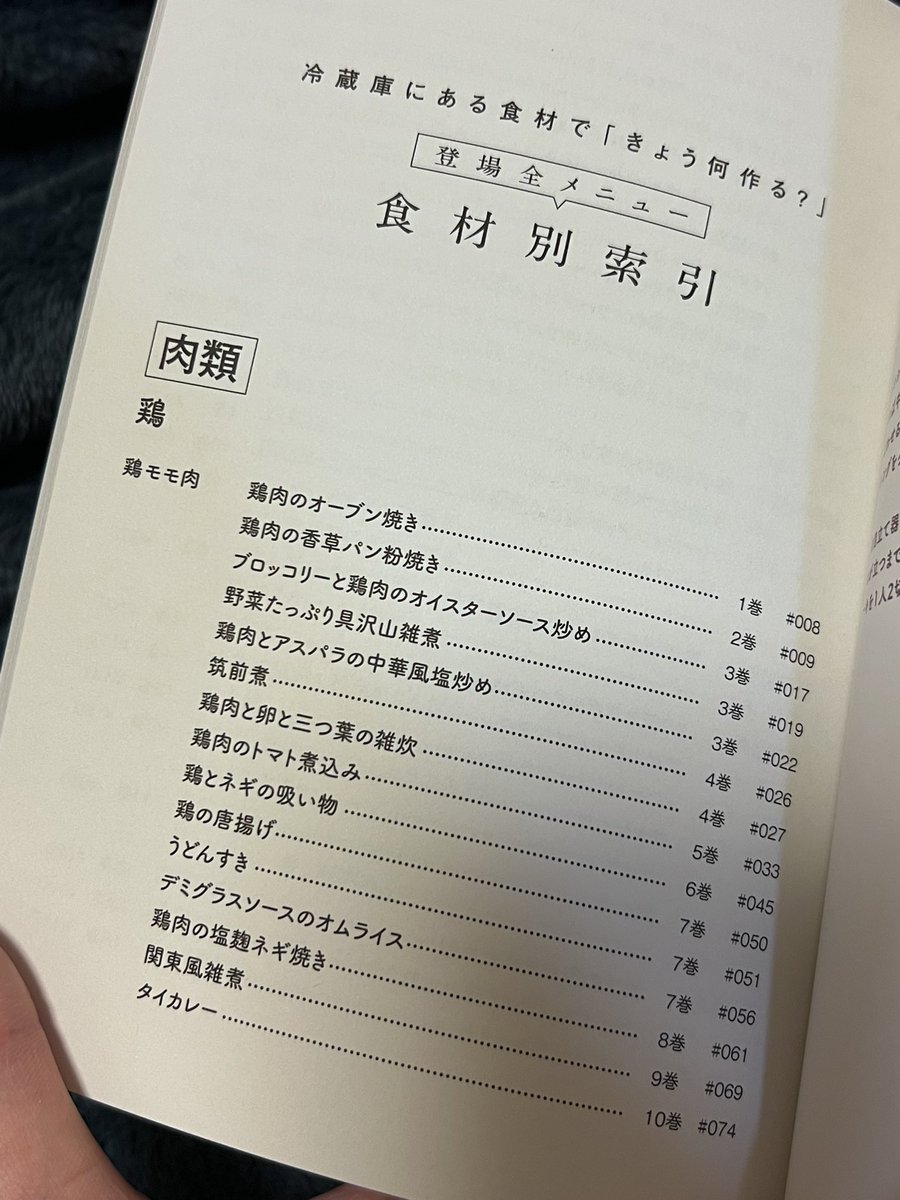 冷蔵庫にある食材で「きょう何作る?」
登場全メニュー
食材別索引
肉類
鶏
鶏モモ肉
鶏肉のオーブン焼き 1巻 #008
鶏肉の香草パン粉焼き 2巻 #009
ブロッコリーと鶏肉のオイスターソース炒め 3巻 #017
野菜たっぷり具沢山雑煮 3巻 #019
鶏肉とアスパラの中華風塩炒め 3巻 #022
筑前煮 4巻 #026
鶏肉と卵と三つ葉の雑炊 4巻 #027
鶏肉のトマト煮込み 5巻 #033
鶏とネギの吸い物 6巻 #045
鶏の唐揚げ 7巻 #050
うどんすき 7巻 #051
デミグラスソースのオムライス 7巻 #056
鶏肉の塩麹ネギ焼き 8巻 #061
関東風雑煮 9巻 #069
タイカレー 10巻 #074